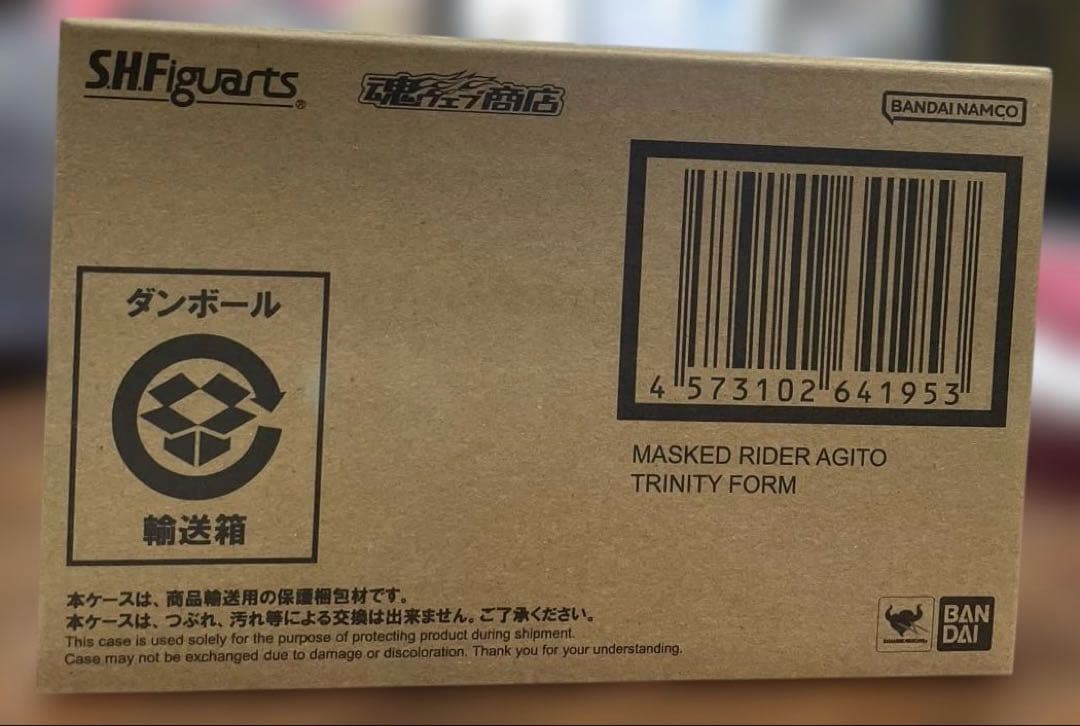 S.H.Figuarts®
魂ウェブ商店
BANDAI NAMCO
4 573102 641953
MASKED RIDER AGITO
TRINITY FORM
ダンボール
輸送箱
本ケースは、商品輸送用の保護梱包材です。
本ケースは、つぶれ、汚れ等による交換は出来ません。ご了承ください。
This case is used solely for the purpose of protecting product during shipment.
Case may not be exchanged due to damage or discoloration. Thank you for your understanding.
BAN
DAI